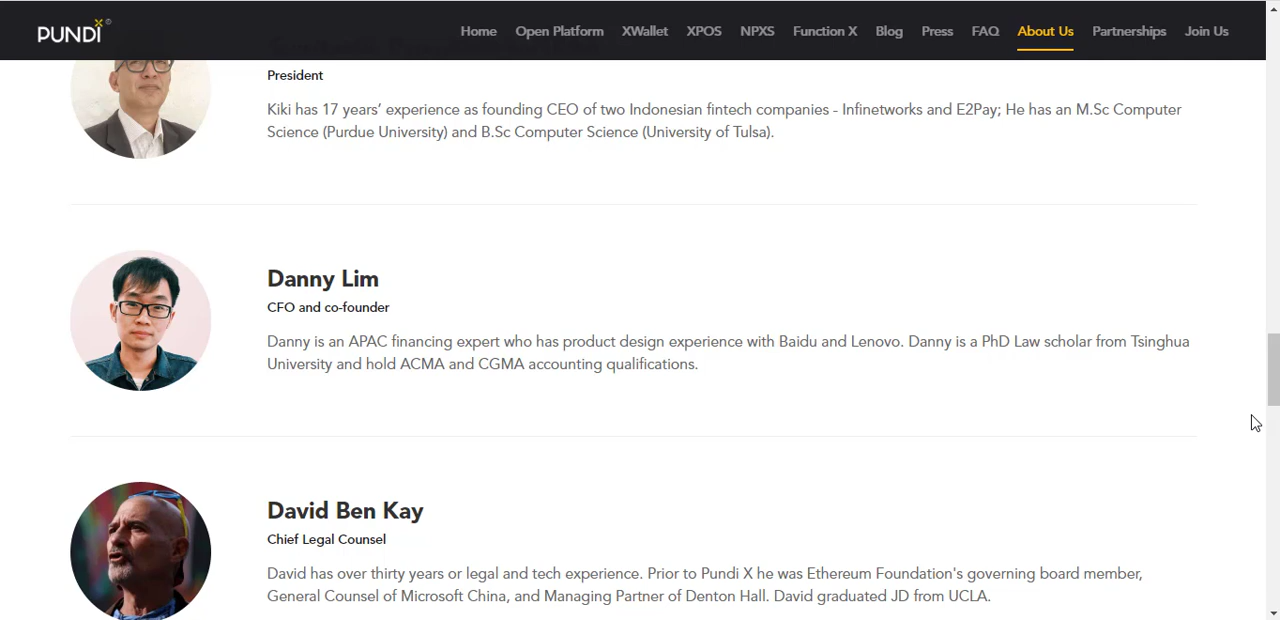 PUNDI X
Home Open Platform XWallet XPOS NPXS Function X Blog Press FAQ About Us Partnerships Join Us
President
Kiki has 17 years’ experience as founding CEO of two Indonesian fintech companies - Infinetworks and E2Pay; He has an M.Sc Computer
Science (Purdue University) and B.Sc Computer Science (University of Tulsa).
Danny Lim
CFO and co-founder
Danny is an APAC financing expert who has product design experience with Baidu and Lenovo. Danny is a PhD Law scholar from Tsinghua
University and hold ACMA and CGMA accounting qualifications.
David Ben Kay
Chief Legal Counsel
David has over thirty years or legal and tech experience. Prior to Pundi X he was Ethereum Foundation's governing board member,
General Counsel of Microsoft China, and Managing Partner of Denton Hall. David graduated JD from UCLA.